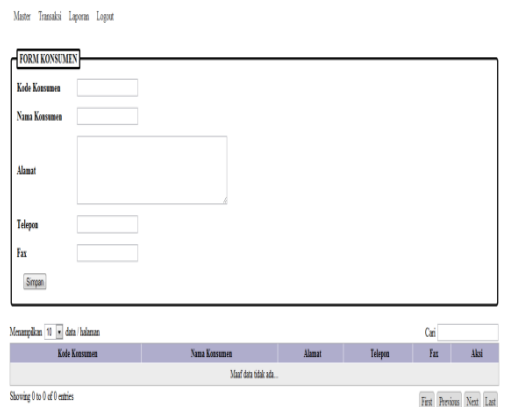 Master Transaksi Laporan Logout
FORM KONSUMEN
Kode Konsumen
Nama Konsumen
Alamat
Telepon
Fax
Simpan
Menampilkan 10 data / halaman Cari
Kode Konsumen Nama Konsumen Alamat Telepon Fax Aksi
Maaf data tidak ada...
Showing 0 to 0 of 0 entries First Previous Next Last